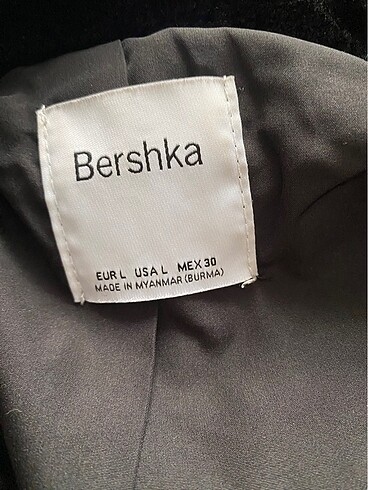 Bershka
EUR L USA L MEX 30
MADE IN MYANMAR (BURMA)